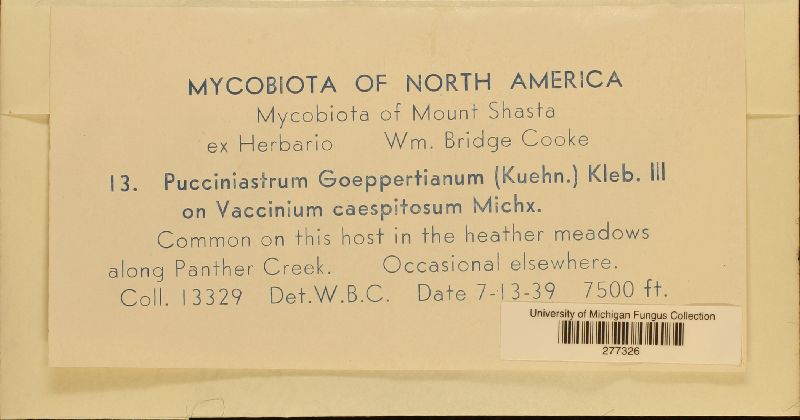 MYCOBIOTA OF NORTH AMERICA
Mycobiota of Mount Shasta
ex Herbario Wm. Bridge Cooke
13. Pucciniastrum Goeppertianum (Kuehn.) Kleb. III
on Vaccinium caespitosum Michx.
Common on this host in the heather meadows
along Panther Creek. Occasional elsewhere.
Coll. 13329 Det.W.B.C. Date 7-13-39 7500 ft.
University of Michigan Fungus Collection
277326